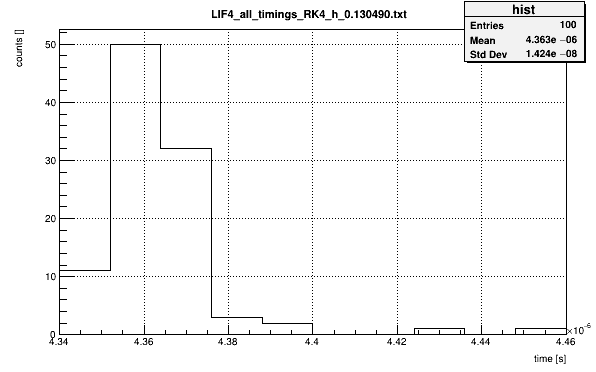 LIF4_all_timings_RK4_h_0.130490.txt
hist
Entries 100
Mean 4.363e −06
Std Dev 1.424e −08
counts []
50
40
30
20
10
0
4.34 4.36 4.38 4.4 4.42 4.44 4.46
×10⁻⁶
time [s]